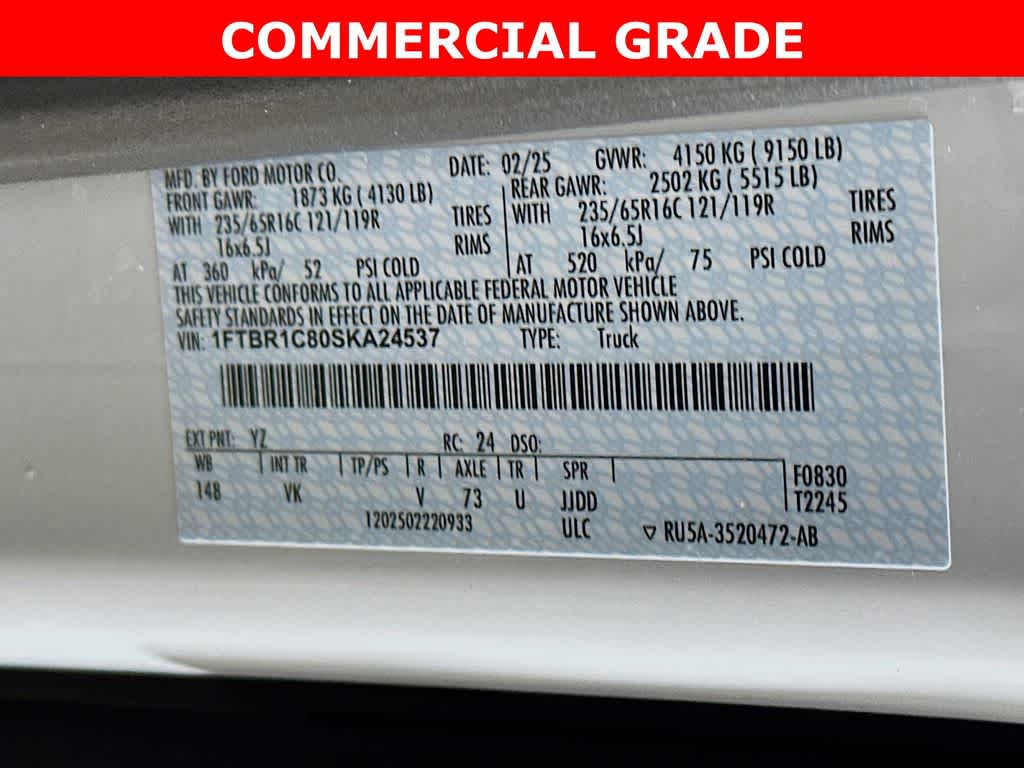 COMMERCIAL GRADE
MFD. BY FORD MOTOR CO. DATE: 02/25 GVWR: 4150 KG ( 9150 LB)
FRONT GAWR: 1873 KG ( 4130 LB) REAR GAWR: 2502 KG ( 5515 LB)
WITH 235/65R16C 121/119R TIRES WITH 235/65R16C 121/119R TIRES
16x6.5J RIMS 16x6.5J RIMS
AT 360 kPa/ 52 PSI COLD AT 520 kPa/ 75 PSI COLD
THIS VEHICLE CONFORMS TO ALL APPLICABLE FEDERAL MOTOR VEHICLE
SAFETY STANDARDS IN EFFECT ON THE DATE OF MANUFACTURE SHOWN ABOVE.
VIN: 1FTBR1C80SKA24537 TYPE: Truck
EXT PNT: YZ RC: 24 DSO:
WB INT TR TP/PS R AXLE TR SPR F0830
148 VK V 73 U JJDD T2245
1202502220933 ULC RU5A-3520472-AB